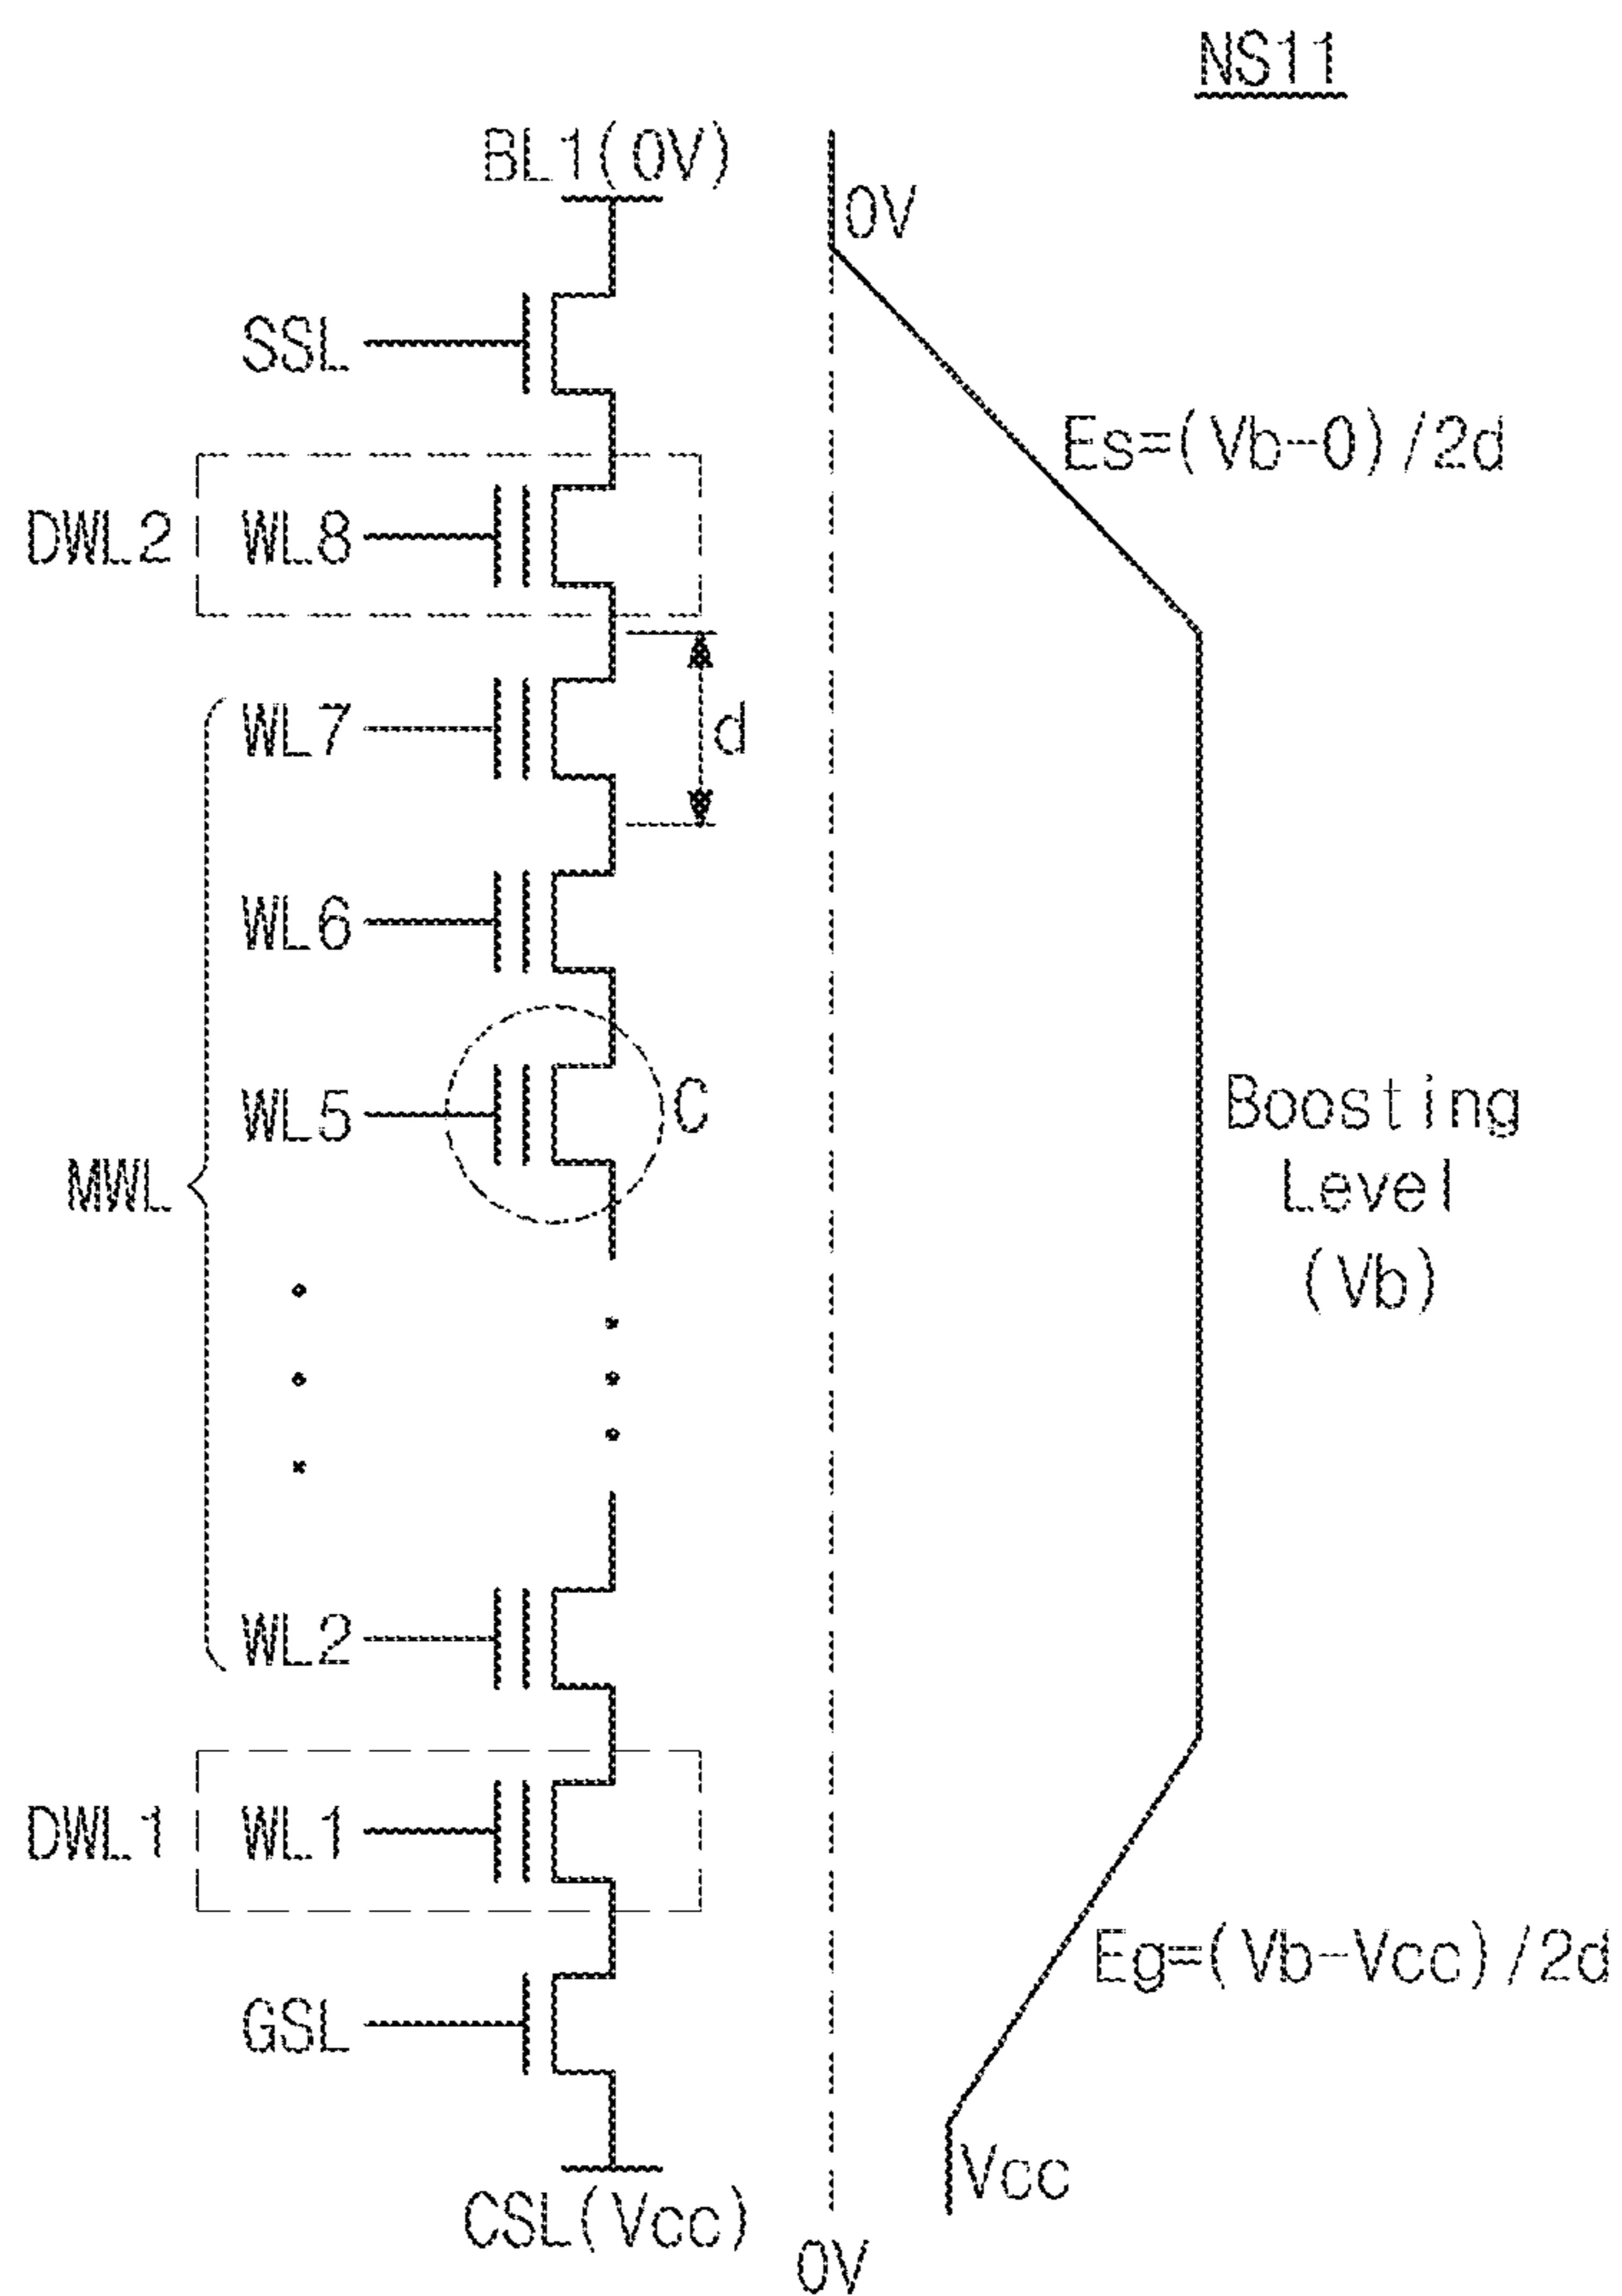 NS11
BL1(0V)
0V
SSL
Es=(Vb-0)/2d
DWL2
WL8
WL7
d
WL6
WL5
C
MWL
Boosting
Level
(Vb)
WL2
DWL1
WL1
Eg=(Vb-Vcc)/2d
GSL
Vcc
CSL(Vcc)
0V